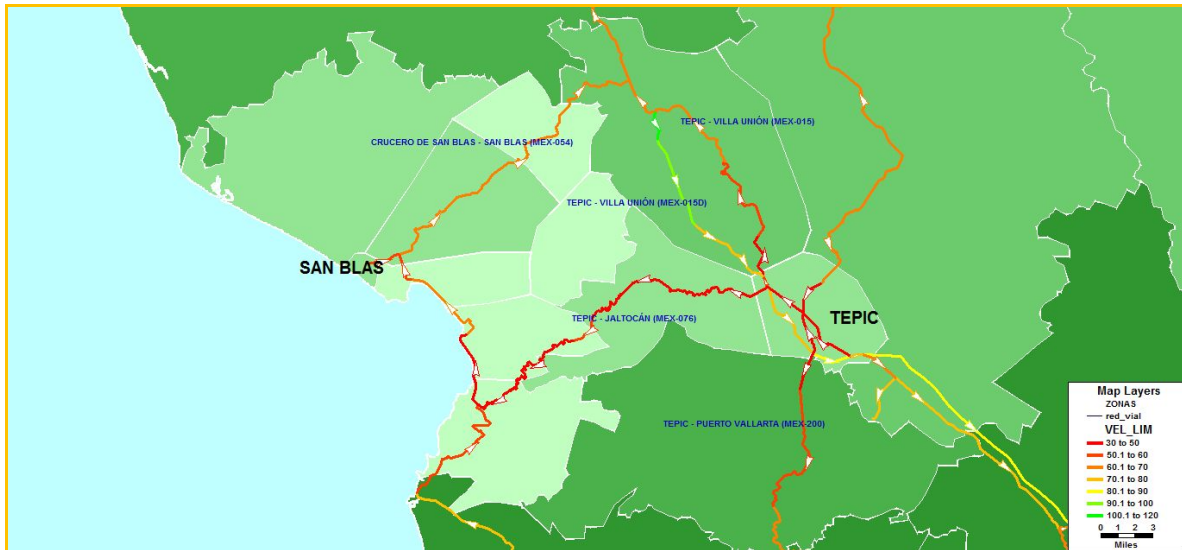 TEPIC - VILLA UNIÓN (MEX-015)
CRUCERO DE SAN BLAS - SAN BLAS (MEX-054)
TEPIC - VILLA UNIÓN (MEX-015D)
SAN BLAS
TEPIC - JALTOCÁN (MEX-076)
TEPIC
TEPIC - PUERTO VALLARTA (MEX-200)
Map Layers
ZONAS
red_vial
VEL_LIM
30 to 50
50.1 to 60
60.1 to 70
70.1 to 80
80.1 to 90
90.1 to 100
100.1 to 120
0 1 2 3
Miles